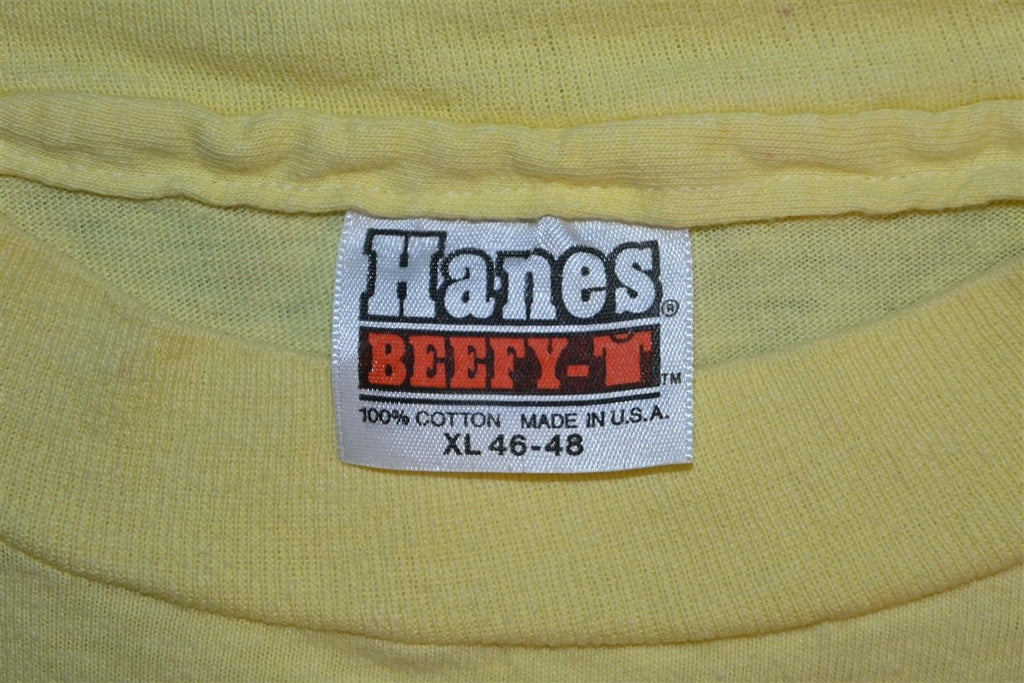 Hanes®
BEEFY-T™
100% COTTON MADE IN U.S.A.
XL 46-48